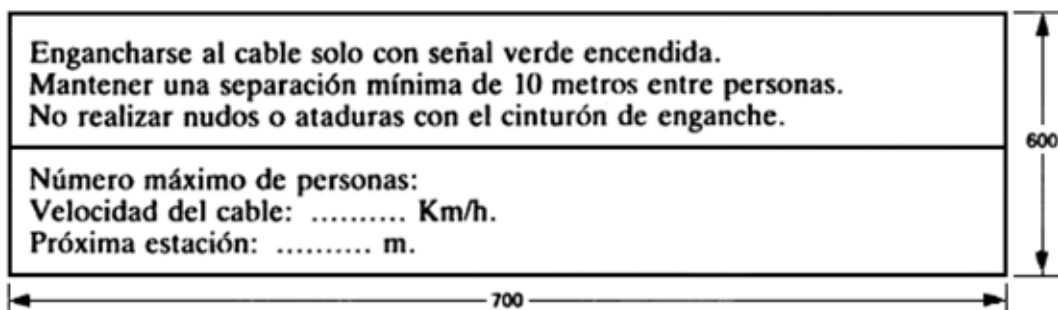 Engancharse al cable solo con señal verde encendida.
Mantener una separación mínima de 10 metros entre personas.
No realizar nudos o ataduras con el cinturón de enganche.
600
Número máximo de personas:
Velocidad del cable: .......... Km/h.
Próxima estación: .......... m.
700